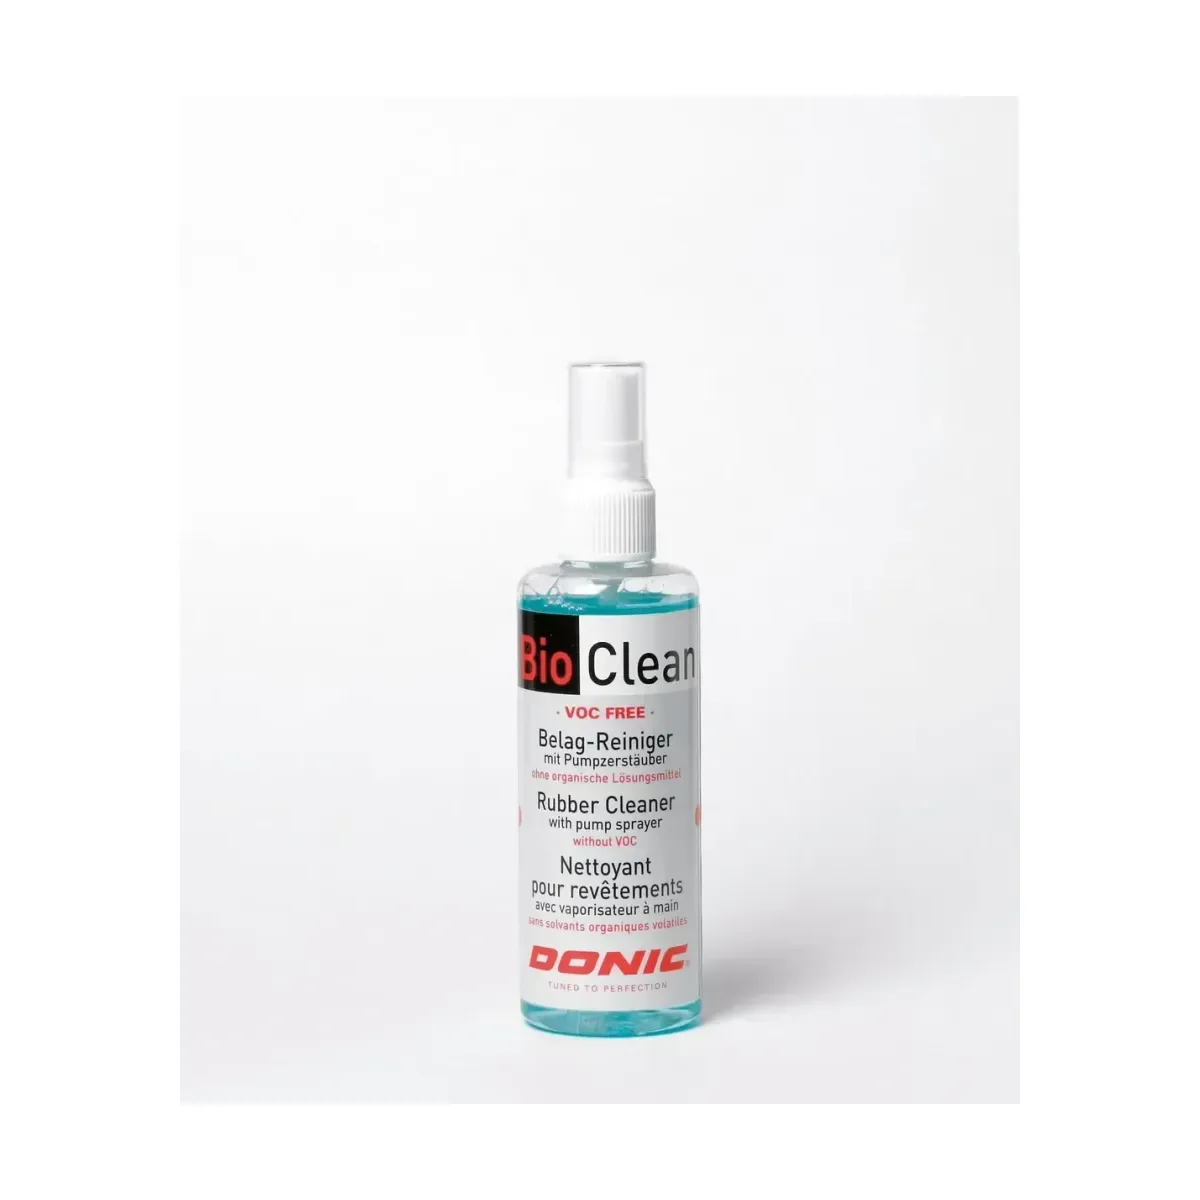 Bio Clean
· VOC FREE ·
Belag-Reiniger
mit Pumpzerstäuber
ohne organische Lösungsmittel
Rubber Cleaner
with pump sprayer
without VOC
Nettoyant
pour revêtements
avec vaporisateur à main
sans solvants organiques volatiles
DONIC®
TUNED TO PERFECTION